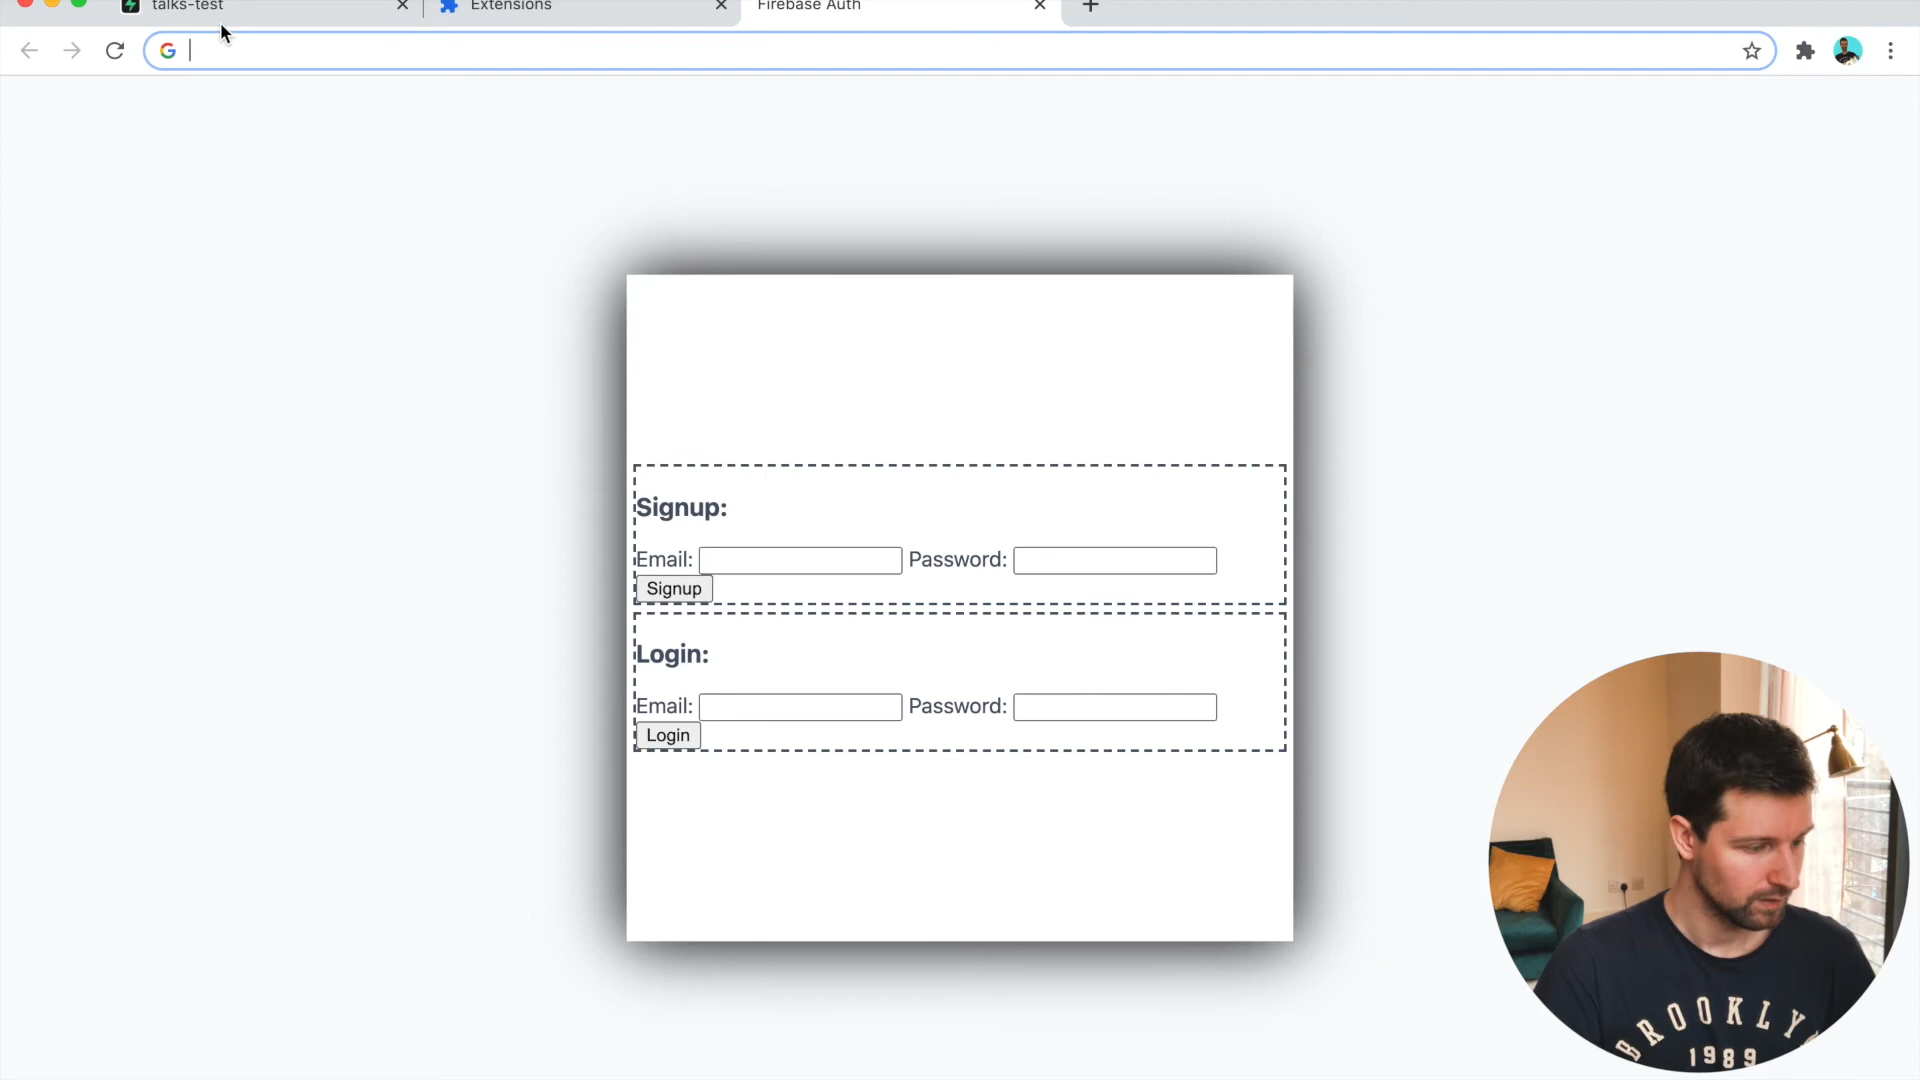 talks-test
Extensions
Firebase Auth
Signup:
Email:
Password:
Signup
Login:
Email:
Password:
Login
BROOKLY
1989